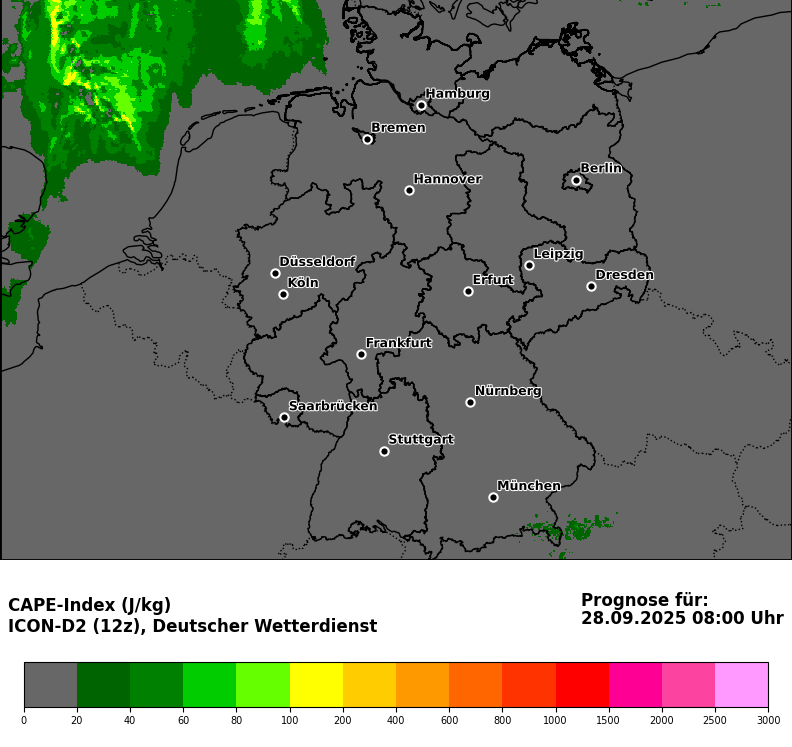 Hamburg
Bremen
Berlin
Hannover
Leipzig
Düsseldorf
Dresden
Köln
Erfurt
Frankfurt
Nürnberg
Saarbrücken
Stuttgart
München
CAPE-Index (J/kg)
ICON-D2 (12z), Deutscher Wetterdienst
Prognose für:
28.09.2025 08:00 Uhr
0 20 40 60 80 100 200 400 600 800 1000 1500 2000 2500 3000